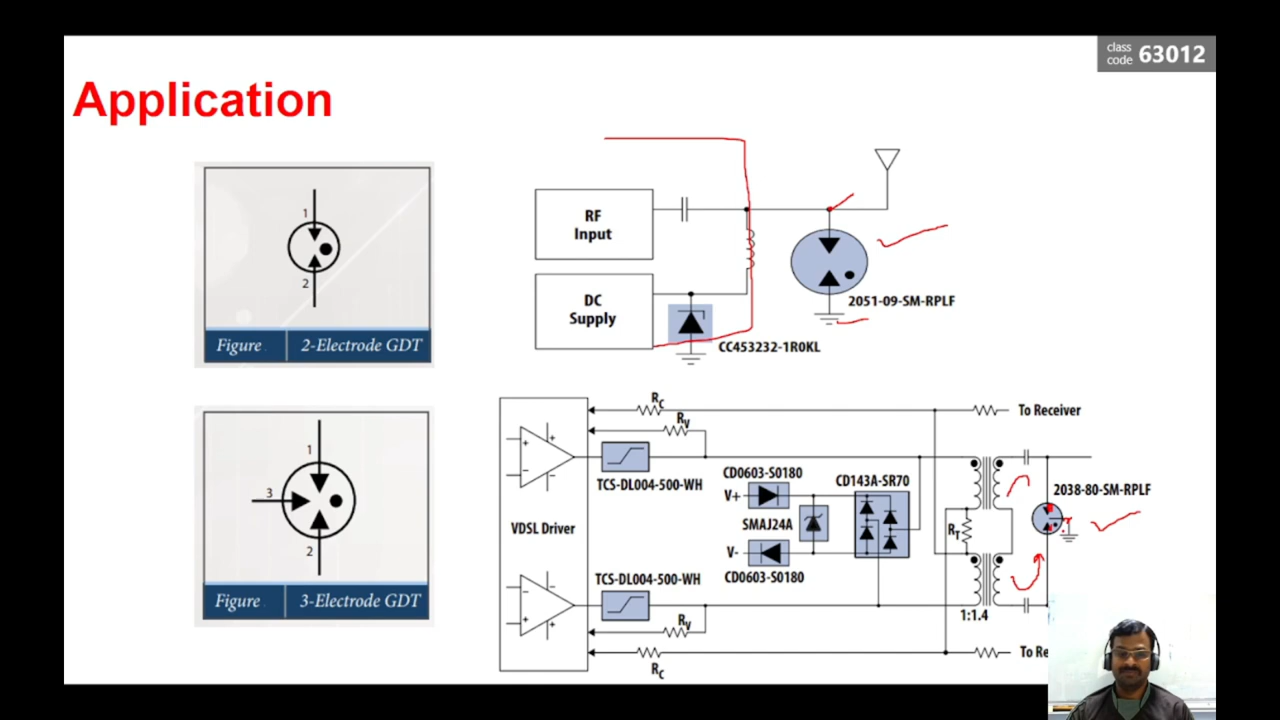 class
code 63012
Application
1
2
Figure 2-Electrode GDT
RF
Input
DC
Supply
2051-09-SM-RPLF
CC453232-1R0KL
1
3
2
Figure 3-Electrode GDT
RC
To Receiver
RV
TCS-DL004-500-WH
CD0603-S0180
CD143A-SR70
2038-80-SM-RPLF
V+
VDSL Driver
SMAJ24A
RT
V-
CD0603-S0180
TCS-DL004-500-WH
1:1.4
RV
To Re
RC